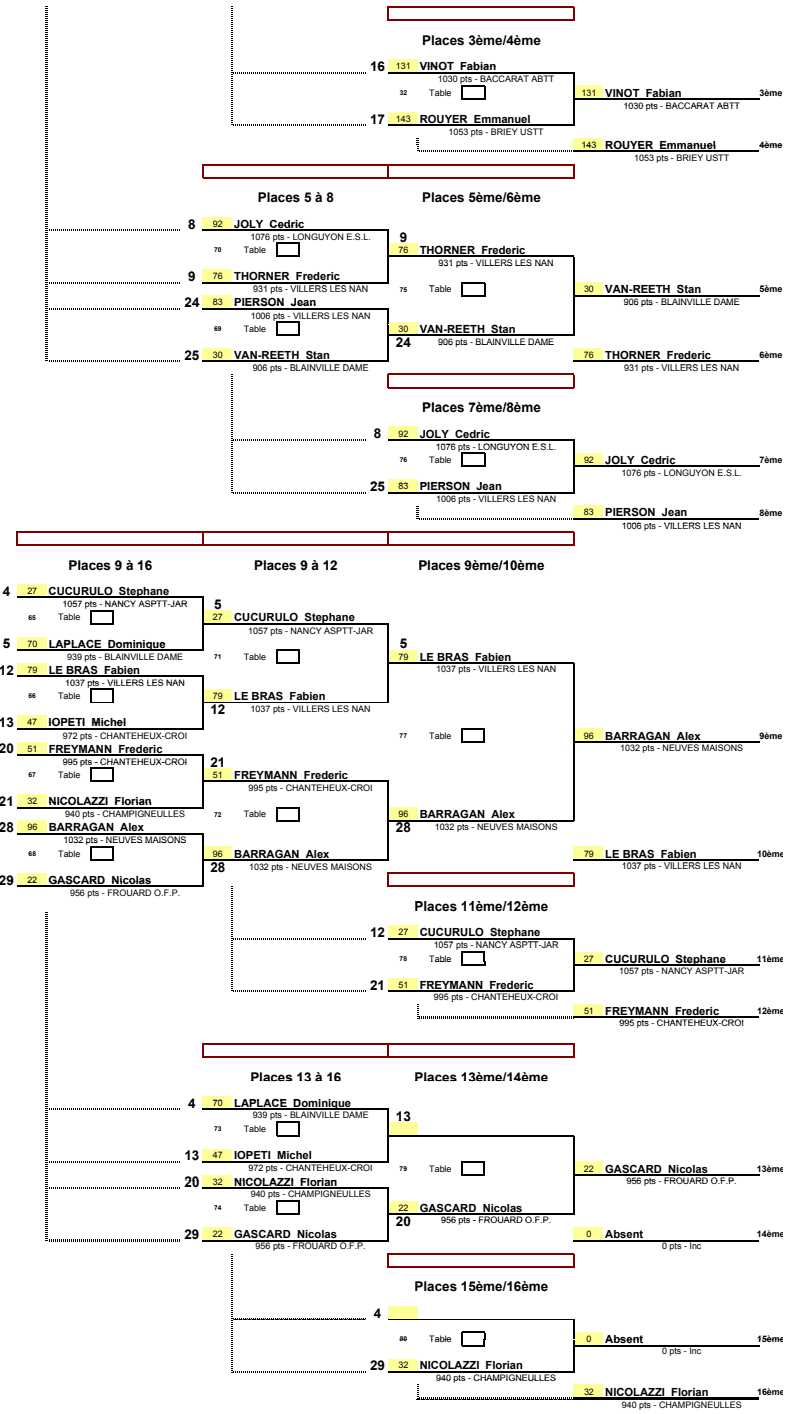 Places 3ème/4ème
16 131 VINOT Fabian
1030 pts - BACCARAT ABTT
32 Table
131 VINOT Fabian 3ème
1030 pts - BACCARAT ABTT
17 143 ROUYER Emmanuel
1053 pts - BRIEY USTT
143 ROUYER Emmanuel 4ème
1053 pts - BRIEY USTT
Places 5 à 8 Places 5ème/6ème
8 92 JOLY Cedric
1076 pts - LONGUYON E.S.L.
9
70 Table
76 THORNER Frederic
931 pts - VILLERS LES NAN
9 76 THORNER Frederic
931 pts - VILLERS LES NAN
75 Table
30 VAN-REETH Stan 5ème
906 pts - BLAINVILLE DAME
24 83 PIERSON Jean
1006 pts - VILLERS LES NAN
69 Table
30 VAN-REETH Stan
24 906 pts - BLAINVILLE DAME
25 30 VAN-REETH Stan
906 pts - BLAINVILLE DAME
76 THORNER Frederic 6ème
931 pts - VILLERS LES NAN
Places 7ème/8ème
8 92 JOLY Cedric
1076 pts - LONGUYON E.S.L.
76 Table
92 JOLY Cedric 7ème
1076 pts - LONGUYON E.S.L.
25 83 PIERSON Jean
1006 pts - VILLERS LES NAN
83 PIERSON Jean 8ème
1006 pts - VILLERS LES NAN
Places 9 à 16 Places 9 à 12 Places 9ème/10ème
4 27 CUCURULO Stephane
1057 pts - NANCY ASPTT-JAR
5
65 Table
27 CUCURULO Stephane
1057 pts - NANCY ASPTT-JAR
5 70 LAPLACE Dominique
939 pts - BLAINVILLE DAME
5
71 Table
79 LE BRAS Fabien
1037 pts - VILLERS LES NAN
12 79 LE BRAS Fabien
1037 pts - VILLERS LES NAN
66 Table
79 LE BRAS Fabien
12 1037 pts - VILLERS LES NAN
13 47 IOPETI Michel
972 pts - CHANTEHEUX-CROI
77 Table
96 BARRAGAN Alex 9ème
1032 pts - NEUVES MAISONS
20 51 FREYMANN Frederic
995 pts - CHANTEHEUX-CROI
21
67 Table
51 FREYMANN Frederic
995 pts - CHANTEHEUX-CROI
21 32 NICOLAZZI Florian
940 pts - CHAMPIGNEULLES
72 Table
96 BARRAGAN Alex
28 1032 pts - NEUVES MAISONS
28 96 BARRAGAN Alex
1032 pts - NEUVES MAISONS
68 Table
96 BARRAGAN Alex
28 1032 pts - NEUVES MAISONS
79 LE BRAS Fabien 10ème
1037 pts - VILLERS LES NAN
29 22 GASCARD Nicolas
956 pts - FROUARD O.F.P.
Places 11ème/12ème
12 27 CUCURULO Stephane
1057 pts - NANCY ASPTT-JAR
78 Table
27 CUCURULO Stephane 11ème
1057 pts - NANCY ASPTT-JAR
21 51 FREYMANN Frederic
995 pts - CHANTEHEUX-CROI
51 FREYMANN Frederic 12ème
995 pts - CHANTEHEUX-CROI
Places 13 à 16 Places 13ème/14ème
4 70 LAPLACE Dominique
939 pts - BLAINVILLE DAME
13
73 Table
13 47 IOPETI Michel
972 pts - CHANTEHEUX-CROI
79 Table
22 GASCARD Nicolas 13ème
956 pts - FROUARD O.F.P.
20 32 NICOLAZZI Florian
940 pts - CHAMPIGNEULLES
74 Table
22 GASCARD Nicolas
20 956 pts - FROUARD O.F.P.
29 22 GASCARD Nicolas
956 pts - FROUARD O.F.P.
0 Absent 14ème
0 pts - Inc
Places 15ème/16ème
4
80 Table
0 Absent 15ème
0 pts - Inc
29 32 NICOLAZZI Florian
940 pts - CHAMPIGNEULLES
32 NICOLAZZI Florian 16ème
940 pts - CHAMPIGNEULLES